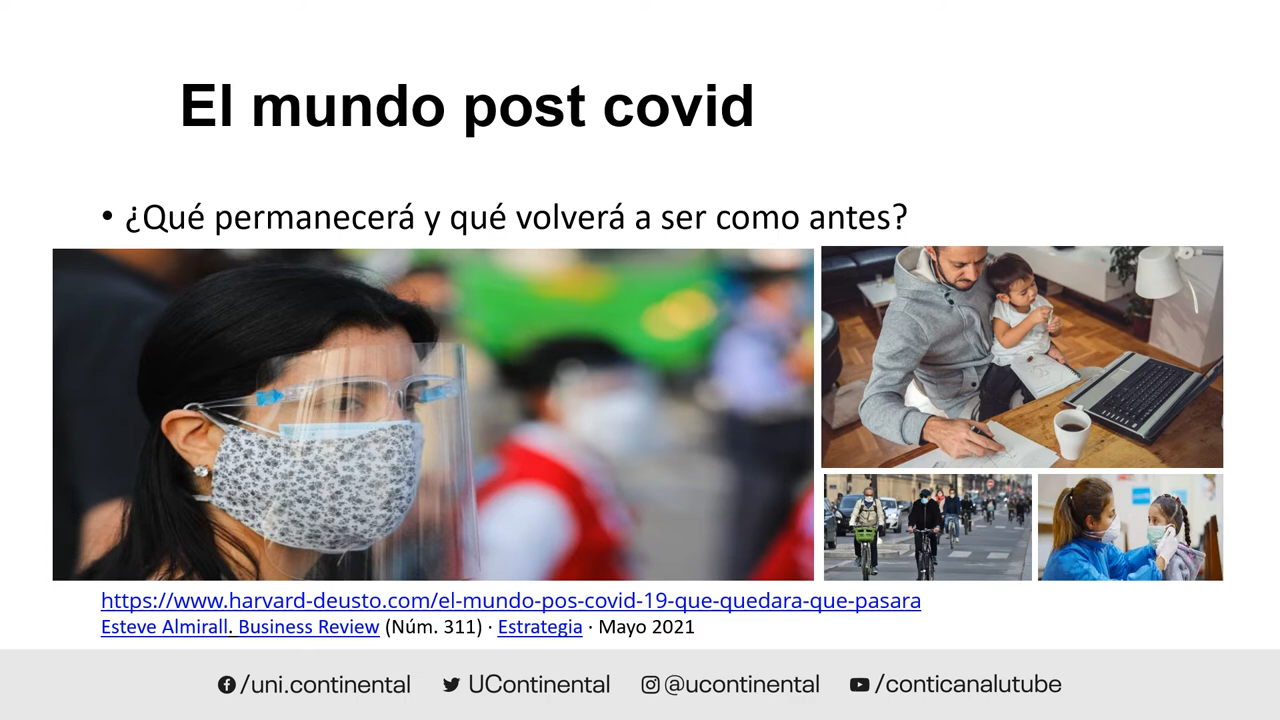 El mundo post covid
• ¿Qué permanecerá y qué volverá a ser como antes?
https://www.harvard-deusto.com/el-mundo-pos-covid-19-que-quedara-que-pasara
Esteve Almirall. Business Review (Núm. 311) · Estrategia · Mayo 2021
/uni.continental UContinental @ucontinental /conticanalutube